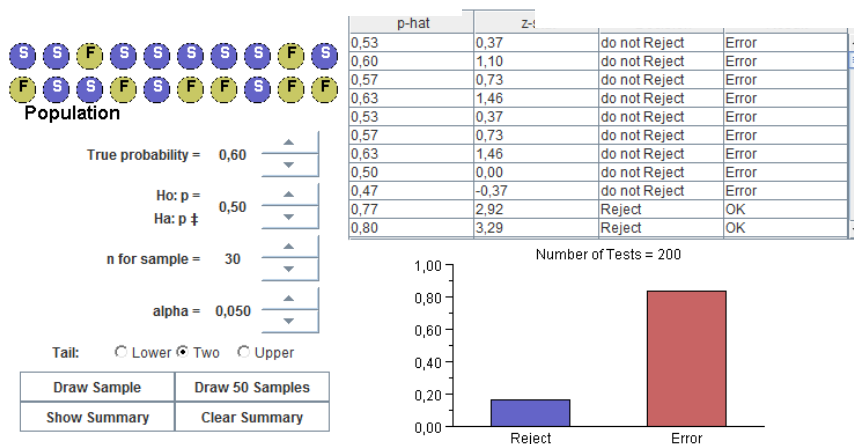 S S F S S S S S F S
F S S F S F F S F F
Population
True probability = 0,60
Ho: p =
0,50
Ha: p ‡
n for sample = 30
alpha = 0,050
Tail: Lower Two Upper
Draw Sample Draw 50 Samples
Show Summary Clear Summary
p-hat
0,53 0,37 do not Reject Error
0,60 1,10 do not Reject Error
0,57 0,73 do not Reject Error
0,63 1,46 do not Reject Error
0,53 0,37 do not Reject Error
0,57 0,73 do not Reject Error
0,63 1,46 do not Reject Error
0,50 0,00 do not Reject Error
0,47 -0,37 do not Reject Error
0,77 2,92 Reject OK
0,80 3,29 Reject OK
Number of Tests = 200
1,00
0,80
0,60
0,40
0,20
0,00
Reject Error